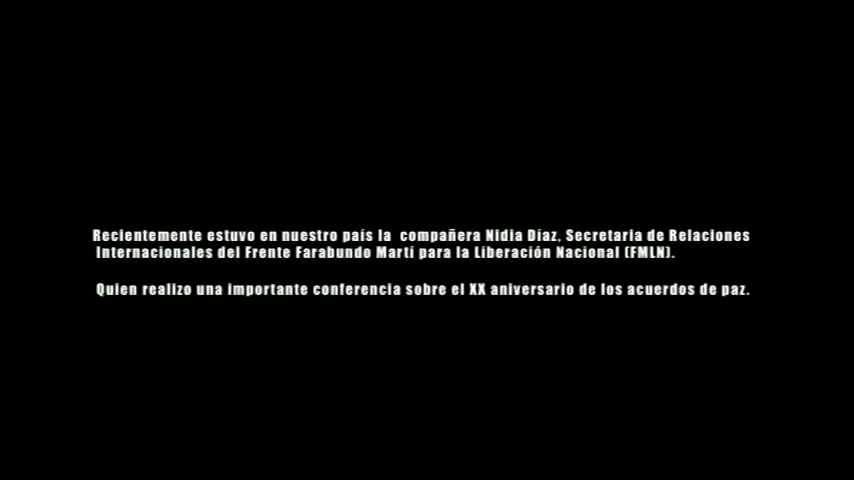 Recientemente estuvo en nuestro país la compañera Nidia Díaz, Secretaria de Relaciones
Internacionales del Frente Farabundo Martí para la Liberación Nacional (FMLN).
Quien realizo una importante conferencia sobre el XX aniversario de los acuerdos de paz.